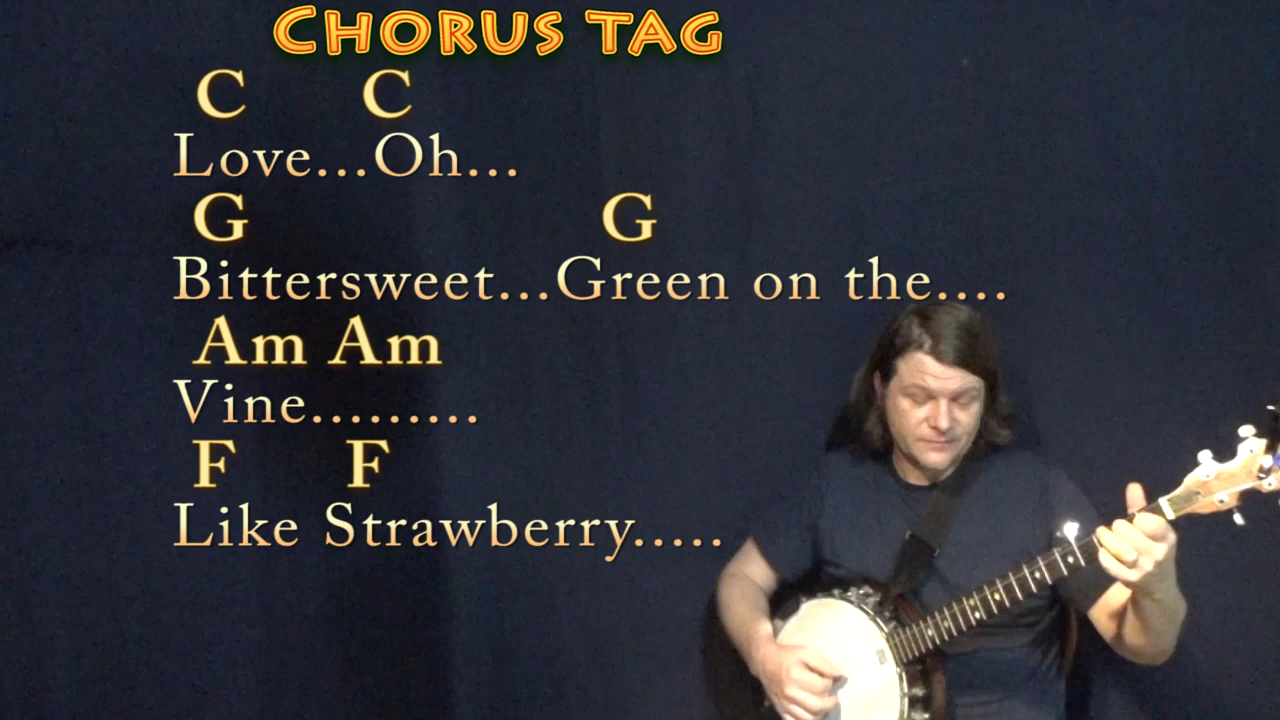 CHORUS TAG
C C
Love...Oh...
G G
Bittersweet...Green on the....
Am Am
Vine.........
F F
Like Strawberry.....